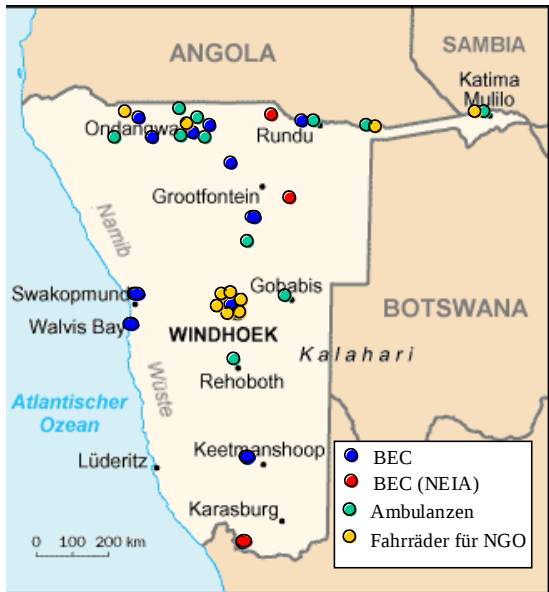 ANGOLA
SAMBIA
Katima
Mulilo
Ondangwa
Rundu
Grootfontein
Namib
Swakopmund
Gobabis
BOTSWANA
Walvis Bay
WINDHOEK
Kalahari
Wüste
Rehoboth
Atlantischer
Ozean
Keetmanshoop
Lüderitz
Karasburg
0 100 200 km
BEC
BEC (NEIA)
Ambulanzen
Fahrräder für NGO